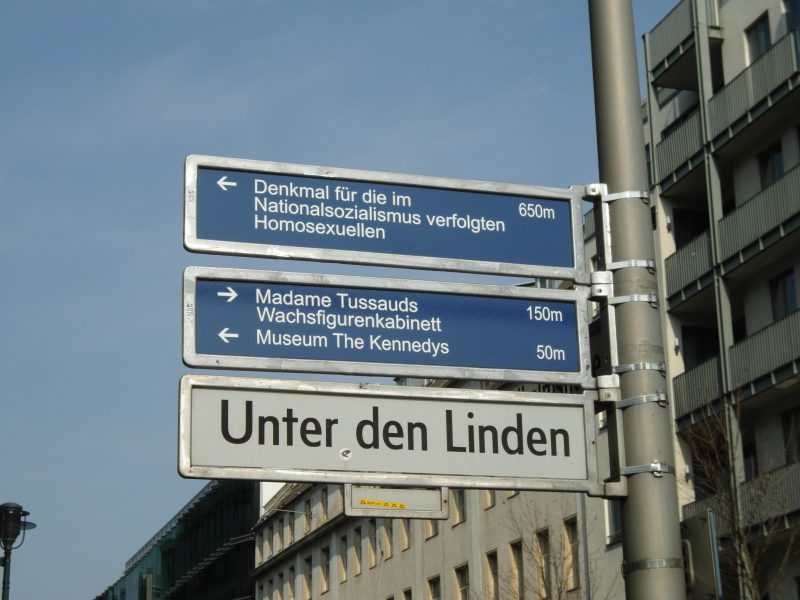 ← Denkmal für die im
Nationalsozialismus verfolgten 650m
Homosexuellen
→ Madame Tussauds 150m
Wachsfigurenkabinett
← Museum The Kennedys 50m
Unter den Linden